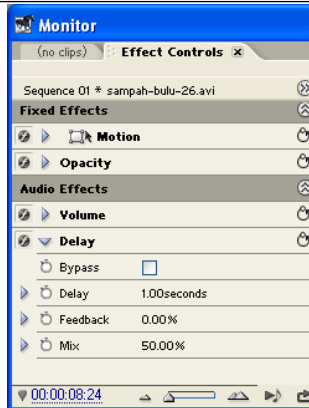 Monitor
(no clips) Effect Controls x
Sequence 01 * sampah-bulu-26.avi
Fixed Effects
Motion
Opacity
Audio Effects
Volume
Delay
Bypass
Delay 1.00seconds
Feedback 0.00%
Mix 50.00%
00:00:08:24